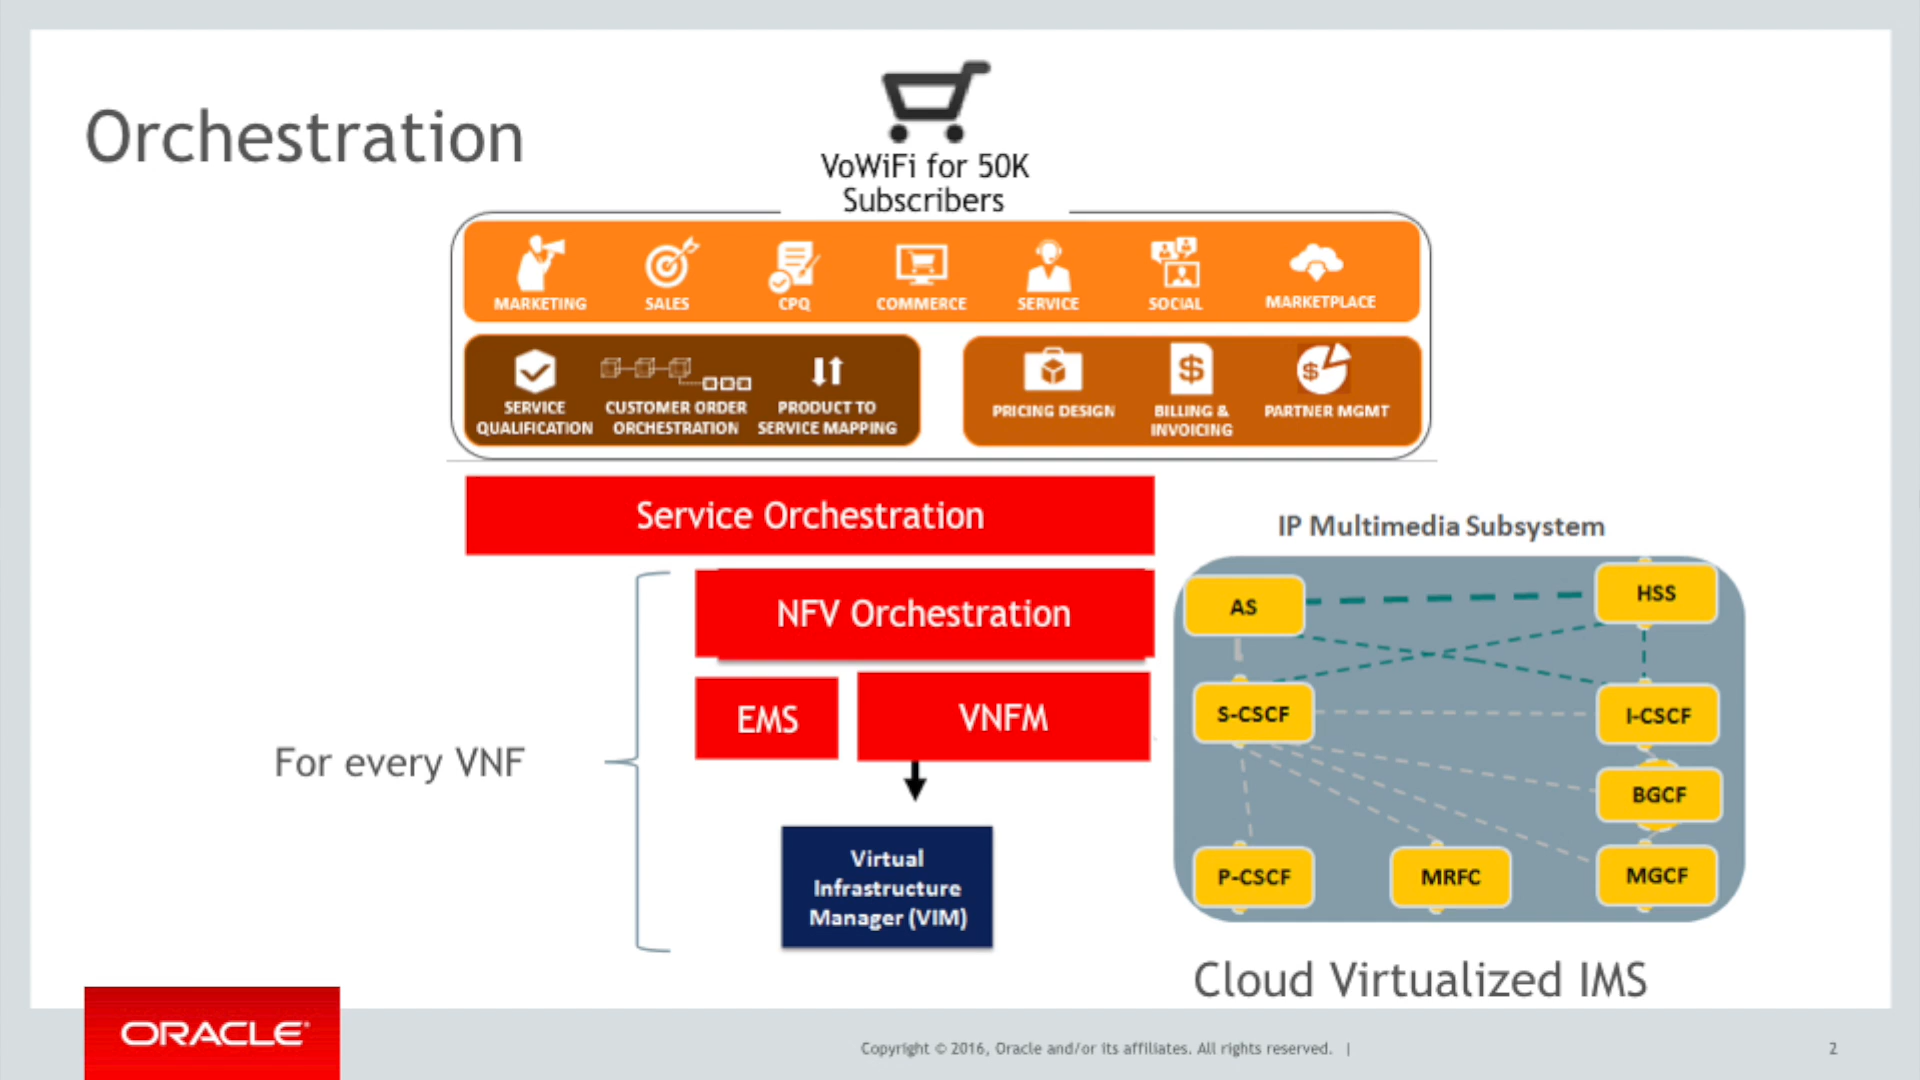 Orchestration
VoWiFi for 50K
Subscribers
MARKETING
SALES
CPQ
COMMERCE
SERVICE
SOCIAL
MARKETPLACE
SERVICE
QUALIFICATION
CUSTOMER ORDER
ORCHESTRATION
PRODUCT TO
SERVICE MAPPING
PRICING DESIGN
BILLING &
INVOICING
PARTNER MGMT
Service Orchestration
NFV Orchestration
EMS
VNFM
For every VNF
Virtual
Infrastructure
Manager (VIM)
IP Multimedia Subsystem
AS
HSS
S-CSCF
I-CSCF
BGCF
P-CSCF
MRFC
MGCF
Cloud Virtualized IMS
ORACLE®
Copyright © 2016, Oracle and/or its affiliates. All rights reserved. |
2